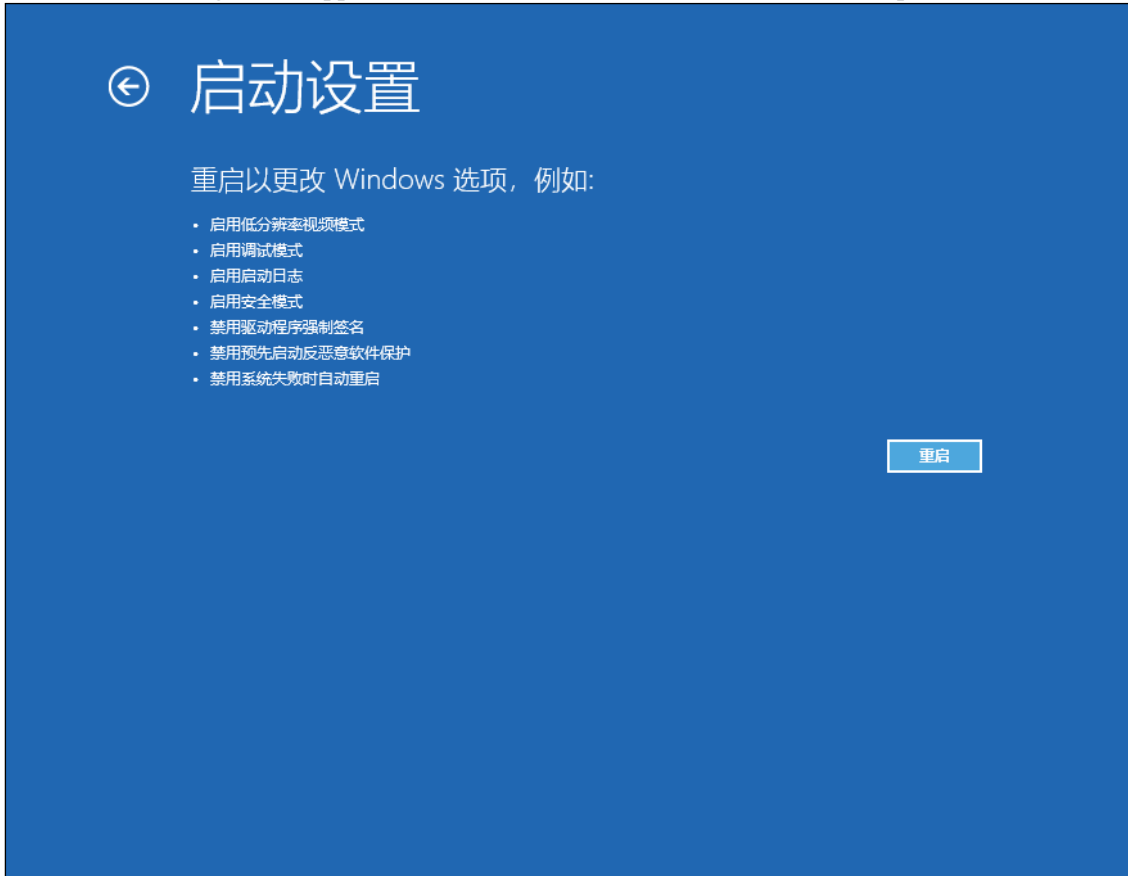 启动设置
重启以更改 Windows 选项，例如:
• 启用低分辨率视频模式
• 启用调试模式
• 启用启动日志
• 启用安全模式
• 禁用驱动程序强制签名
• 禁用预先启动反恶意软件保护
• 禁用系统失败时自动重启
重启